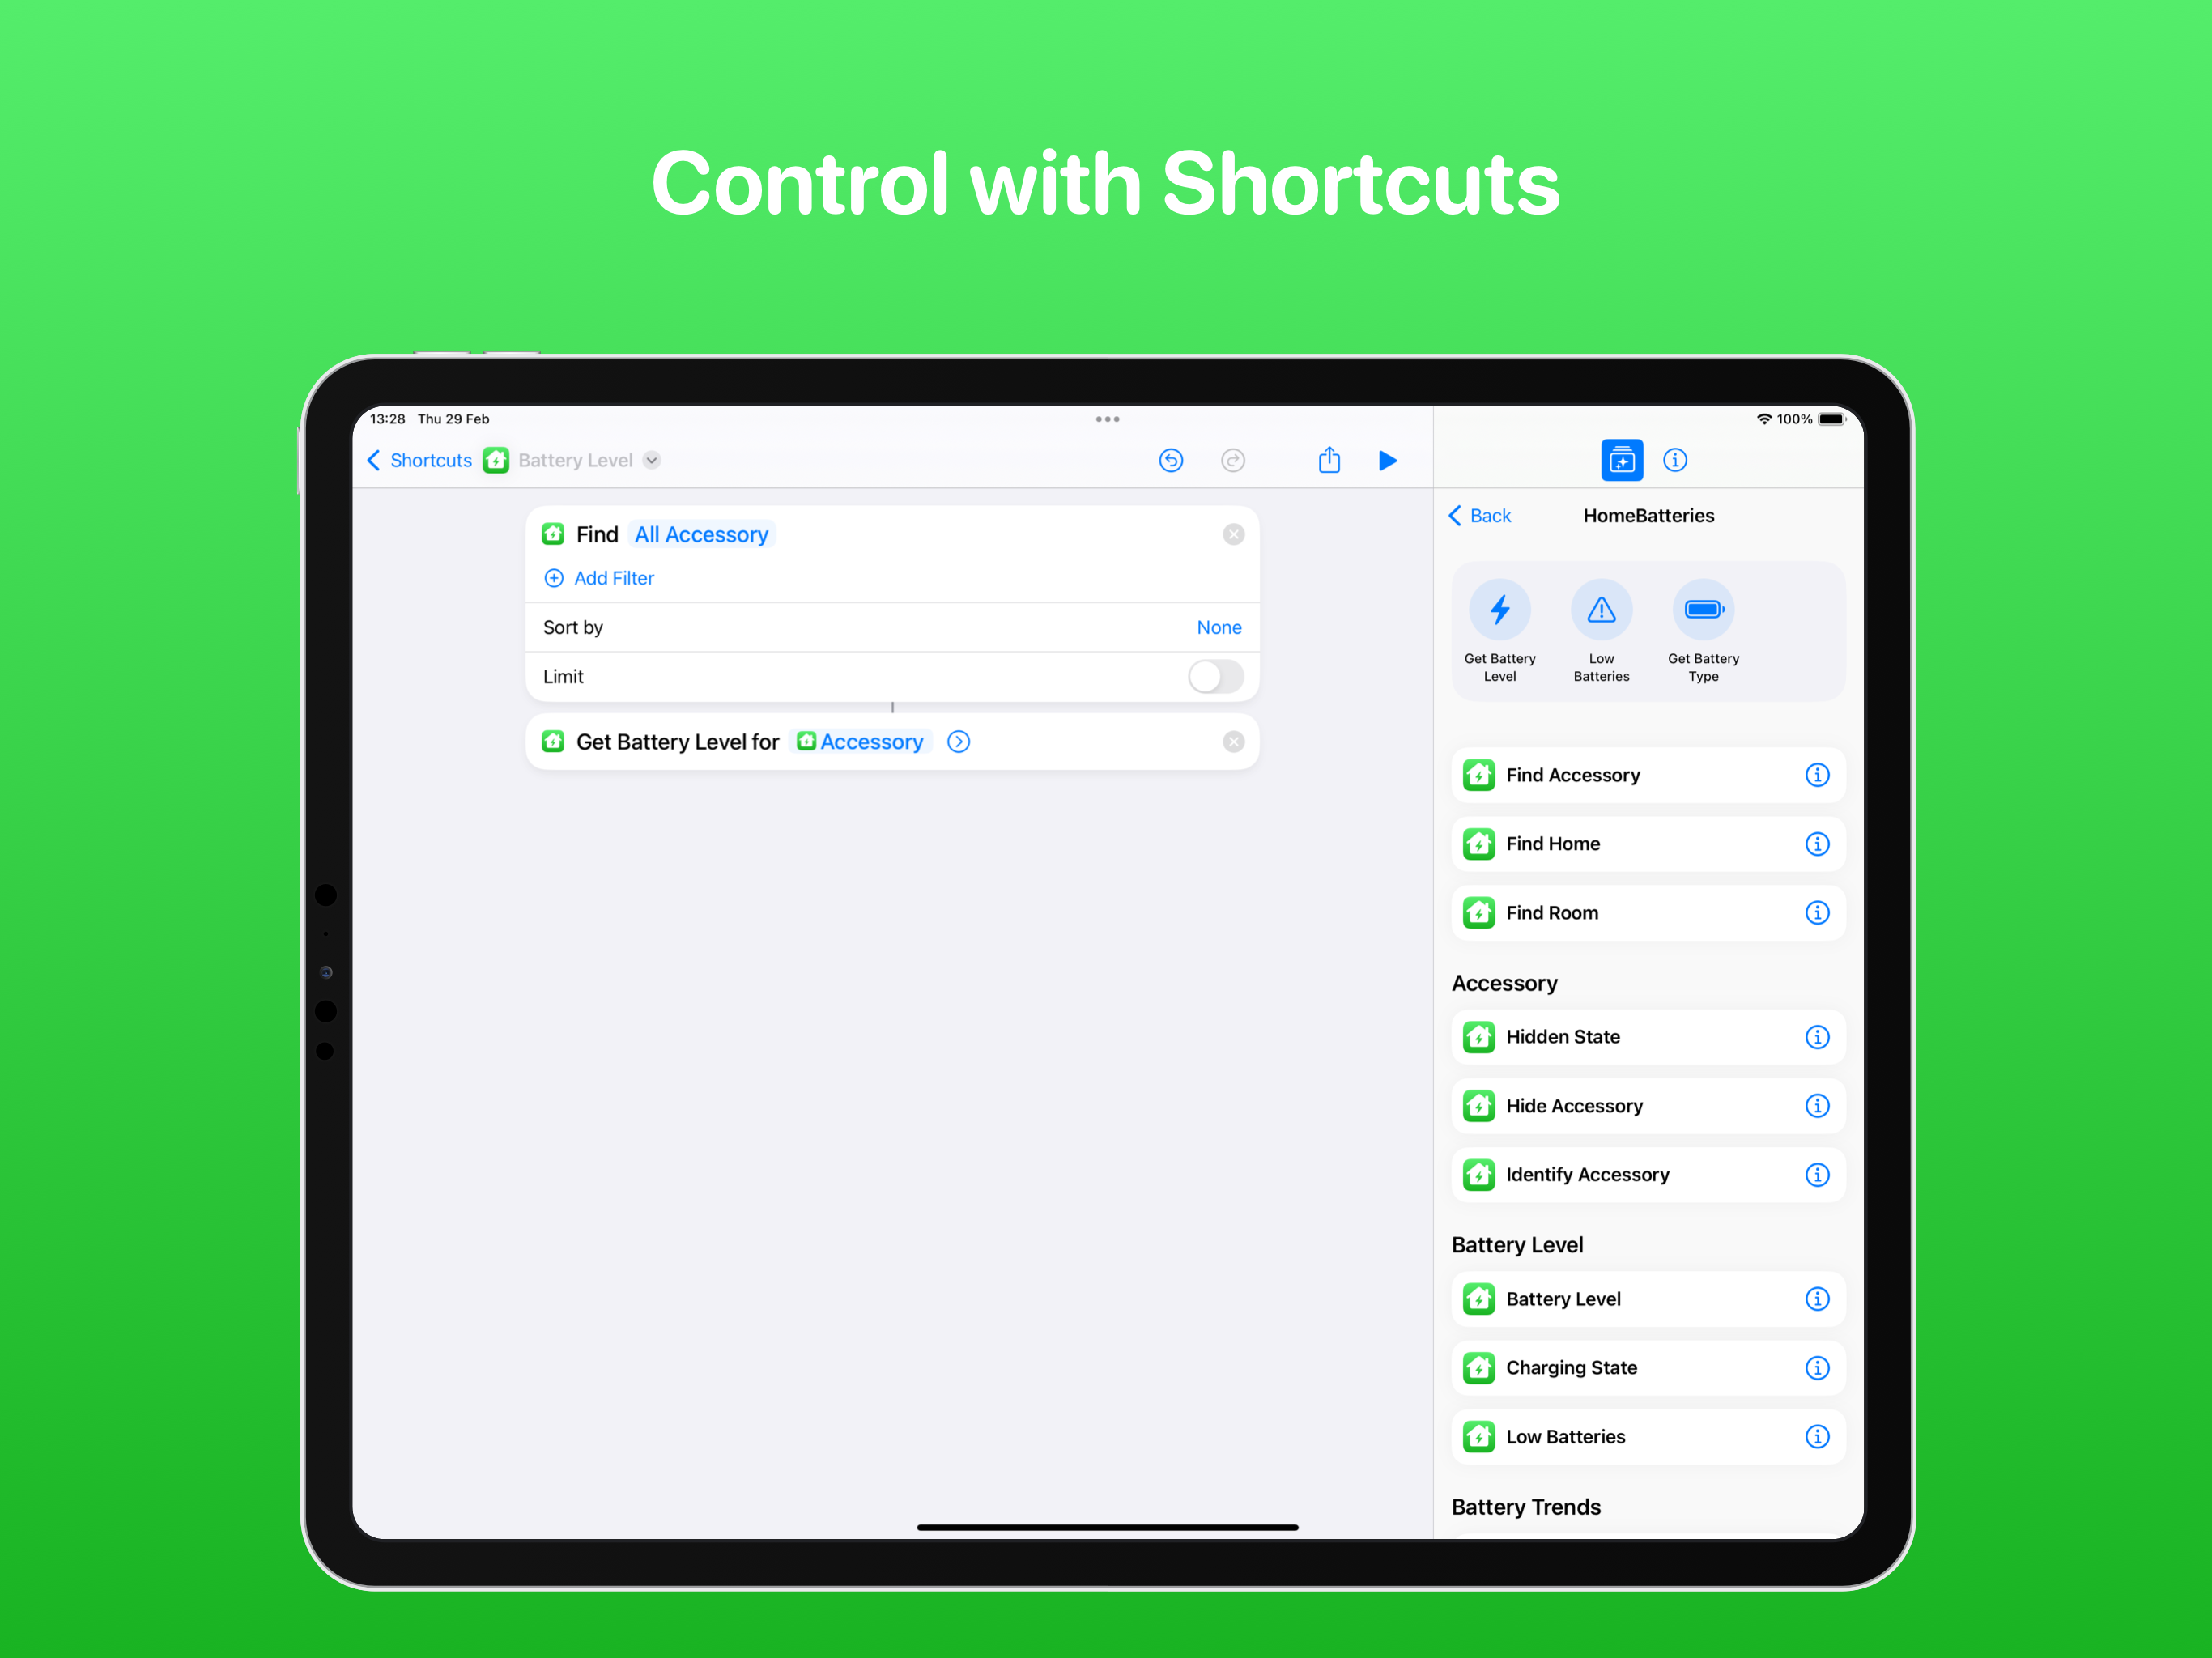 Control with Shortcuts
13:28 Thu 29 Feb
100%
Shortcuts
Battery Level
Find All Accessory
Add Filter
Sort by
None
Limit
Get Battery Level for Accessory
Back
HomeBatteries
Get Battery
Level
Low
Batteries
Get Battery
Type
Find Accessory
Find Home
Find Room
Accessory
Hidden State
Hide Accessory
Identify Accessory
Battery Level
Battery Level
Charging State
Low Batteries
Battery Trends